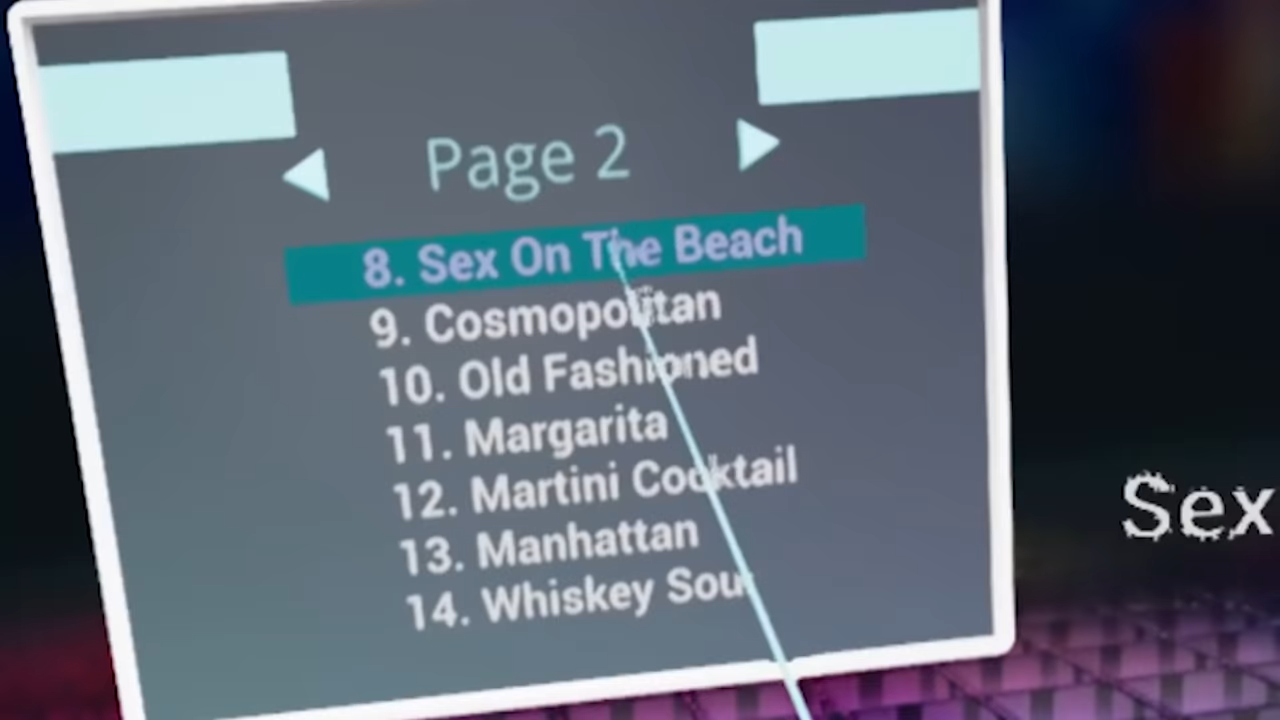 Page 2
8. Sex On The Beach
9. Cosmopolitan
10. Old Fashioned
11. Margarita
12. Martini Cocktail
13. Manhattan
14. Whiskey Sour
Sex